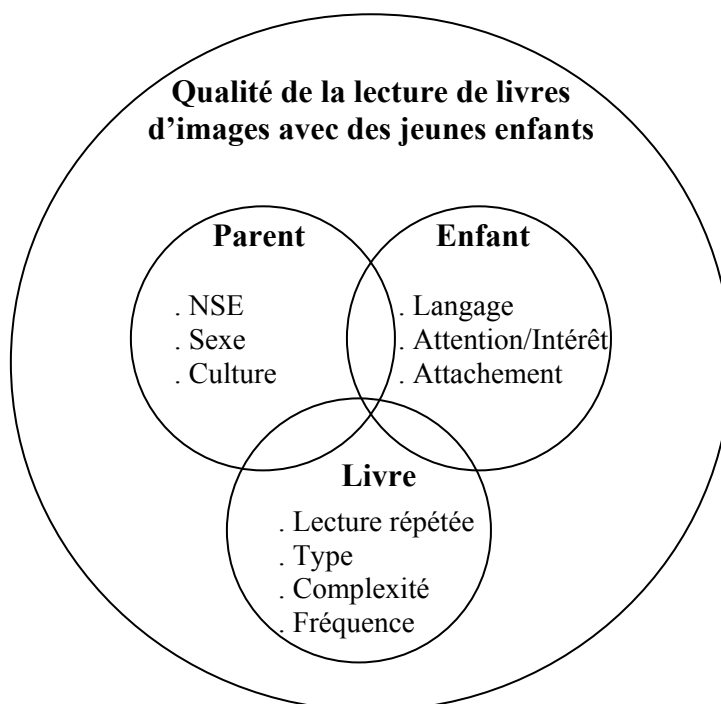 Qualité de la lecture de livres
d’images avec des jeunes enfants
Parent
. NSE
. Sexe
. Culture
Enfant
. Langage
. Attention/Intérêt
. Attachement
Livre
. Lecture répétée
. Type
. Complexité
. Fréquence